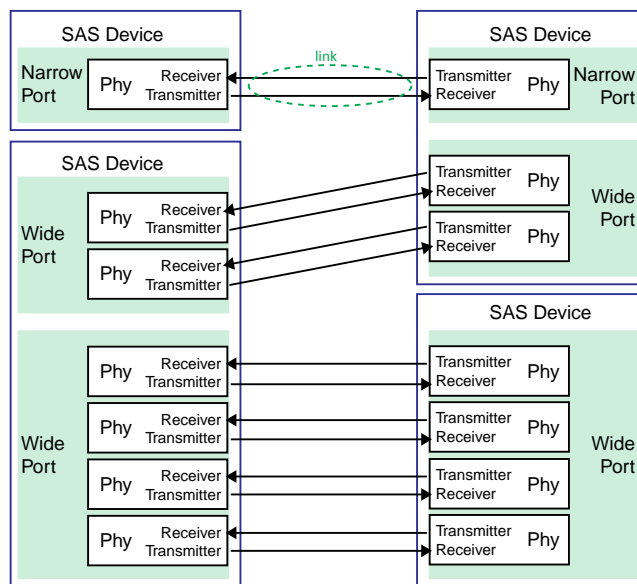 SAS Device
Narrow
Port
Phy
Receiver
Transmitter
link
SAS Device
Transmitter
Receiver
Phy
Narrow
Port
SAS Device
Wide
Port
Phy
Receiver
Transmitter
Phy
Receiver
Transmitter
Transmitter
Receiver
Phy
Transmitter
Receiver
Phy
Wide
Port
Wide
Port
Phy
Receiver
Transmitter
Phy
Receiver
Transmitter
Phy
Receiver
Transmitter
Phy
Receiver
Transmitter
SAS Device
Transmitter
Receiver
Phy
Transmitter
Receiver
Phy
Transmitter
Receiver
Phy
Transmitter
Receiver
Phy
Wide
Port